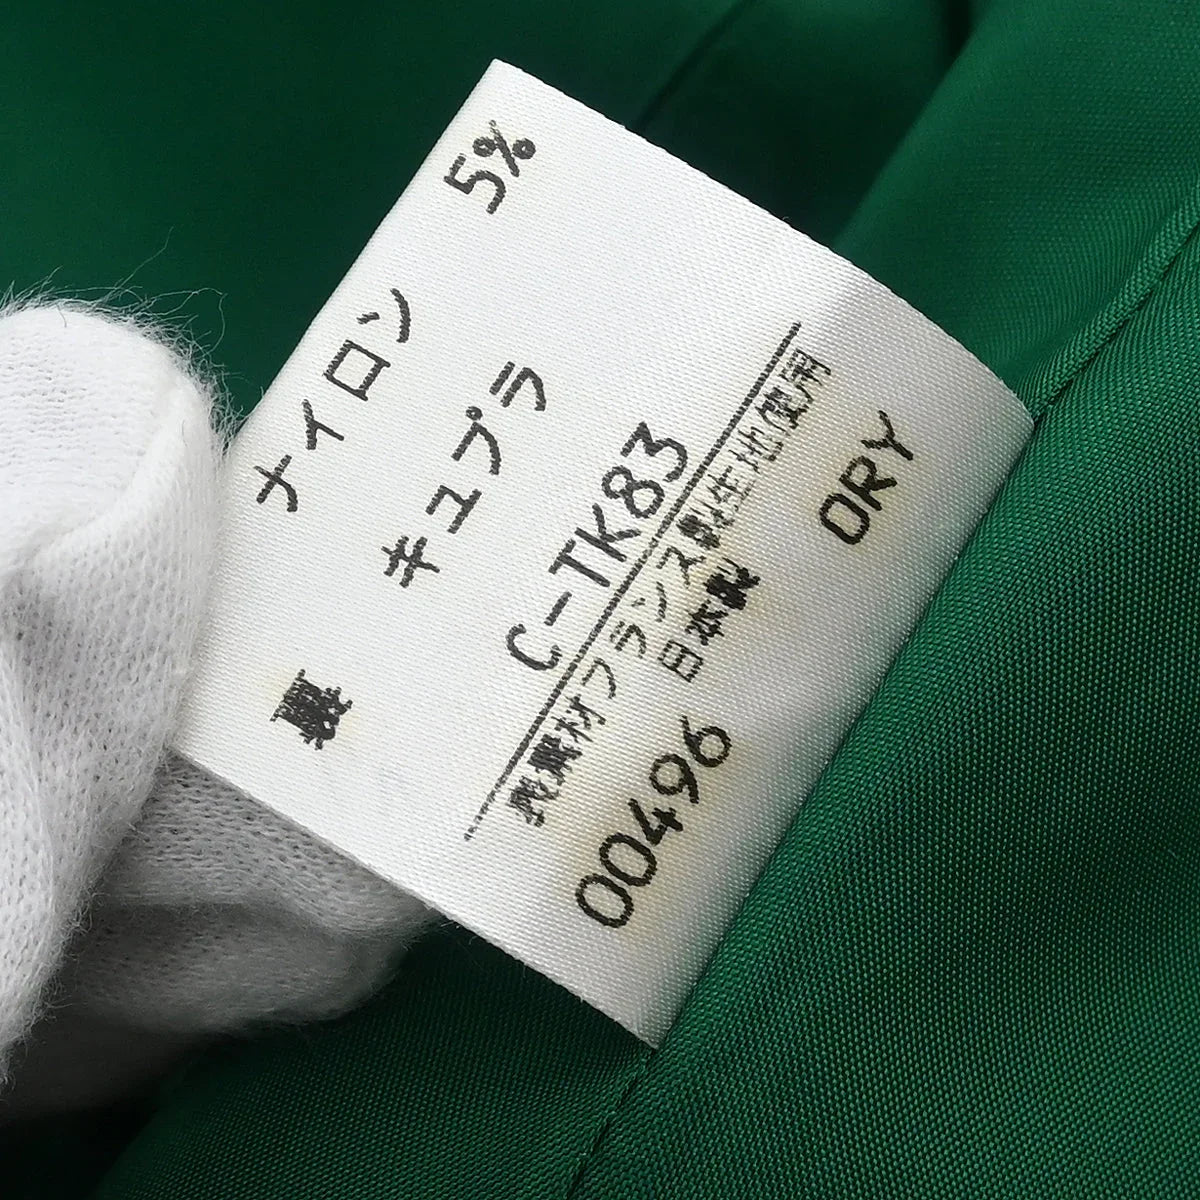 ナイロン 5%
裏 キュプラ
C-TK83
表素材フランス製生地使用
日本製
00496 DRY